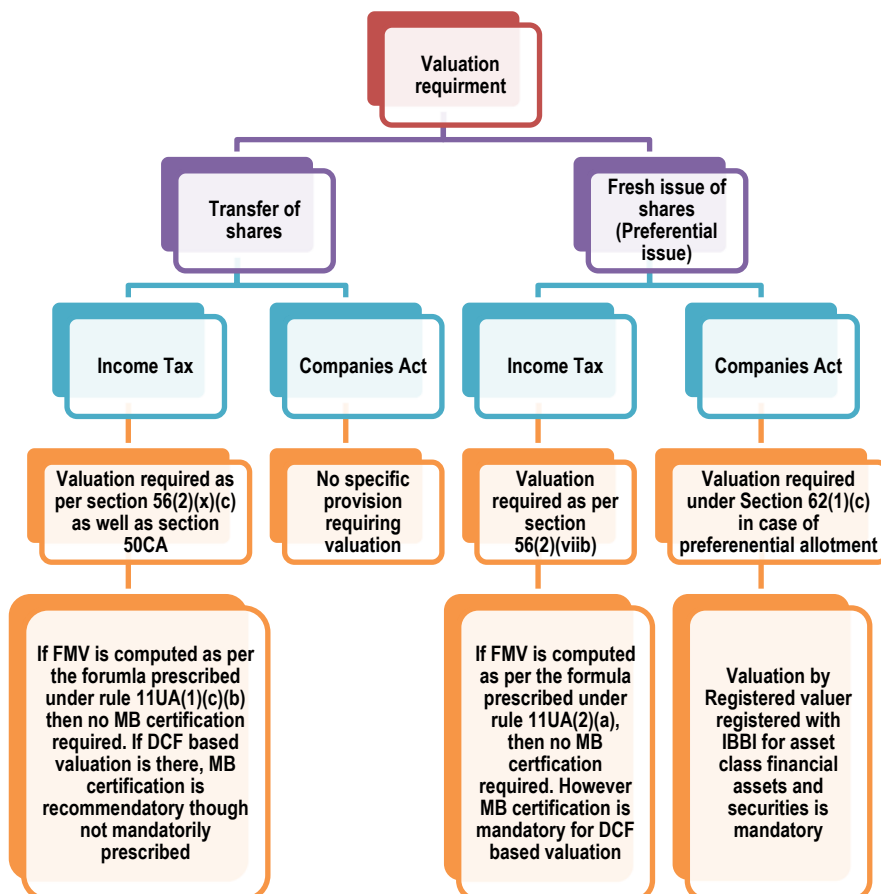 Valuation
requirment
Transfer of
shares
Fresh issue of
shares
(Preferential
issue)
Income Tax
Companies Act
Income Tax
Companies Act
Valuation required as
per section 56(2)(x)(c)
as well as section
50CA
No specific
provision
requiring
valuation
Valuation
required as per
section
56(2)(viib)
Valuation required
under Section 62(1)(c)
in case of
preferenential allotment
If FMV is computed as per
the forumla prescribed
under rule 11UA(1)(c)(b)
then no MB certification
required. If DCF based
valuation is there, MB
certification is
recommendatory though
not mandatorily
prescribed
If FMV is computed
as per the formula
prescribed under
rule 11UA(2)(a),
then no MB
certfication
required. However
MB certification is
mandatory for DCF
based valuation
Valuation by
Registered valuer
registered with
IBBI for asset
class financial
assets and
securities is
mandatory